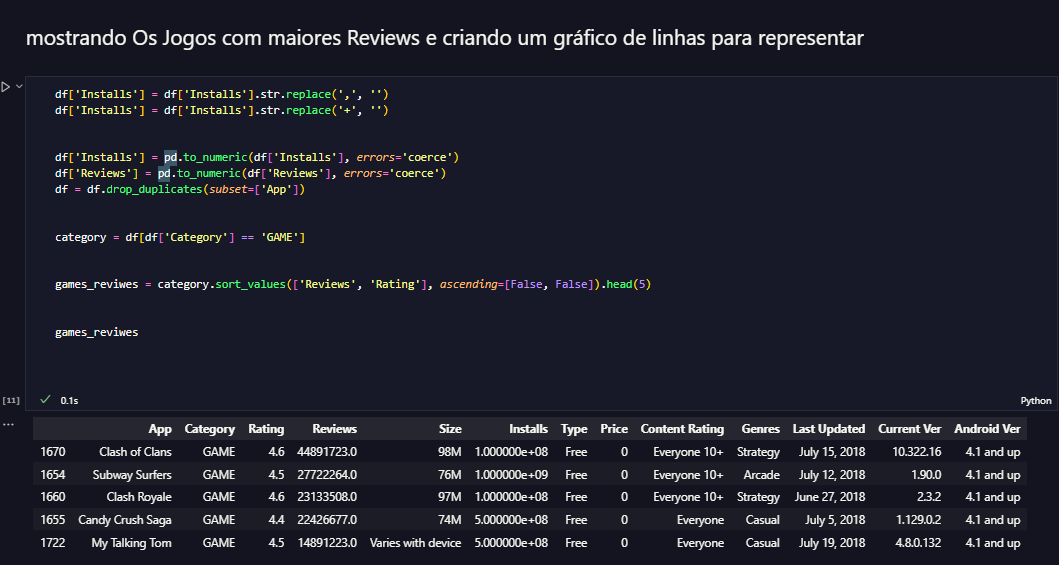 mostrando Os Jogos com maiores Reviews e criando um gráfico de linhas para representar
df['Installs'] = df['Installs'].str.replace(',', '')
df['Installs'] = df['Installs'].str.replace('+', '')
df['Installs'] = pd.to_numeric(df['Installs'], errors='coerce')
df['Reviews'] = pd.to_numeric(df['Reviews'], errors='coerce')
df = df.drop_duplicates(subset=['App'])
category = df[df['Category'] == 'GAME']
games_reviwes = category.sort_values(['Reviews', 'Rating'], ascending=[False, False]).head(5)
games_reviwes
[11] 0.1s Python
App Category Rating Reviews Size Installs Type Price Content Rating Genres Last Updated Current Ver Android Ver
1670 Clash of Clans GAME 4.6 44891723.0 98M 1.000000e+08 Free 0 Everyone 10+ Strategy July 15, 2018 10.322.16 4.1 and up
1654 Subway Surfers GAME 4.5 27722264.0 76M 1.000000e+09 Free 0 Everyone 10+ Arcade July 12, 2018 1.90.0 4.1 and up
1660 Clash Royale GAME 4.6 23133508.0 97M 1.000000e+08 Free 0 Everyone 10+ Strategy June 27, 2018 2.3.2 4.1 and up
1655 Candy Crush Saga GAME 4.4 22426677.0 74M 5.000000e+08 Free 0 Everyone Casual July 5, 2018 1.129.0.2 4.1 and up
1722 My Talking Tom GAME 4.5 14891223.0 Varies with device 5.000000e+08 Free 0 Everyone Casual July 19, 2018 4.8.0.132 4.1 and up